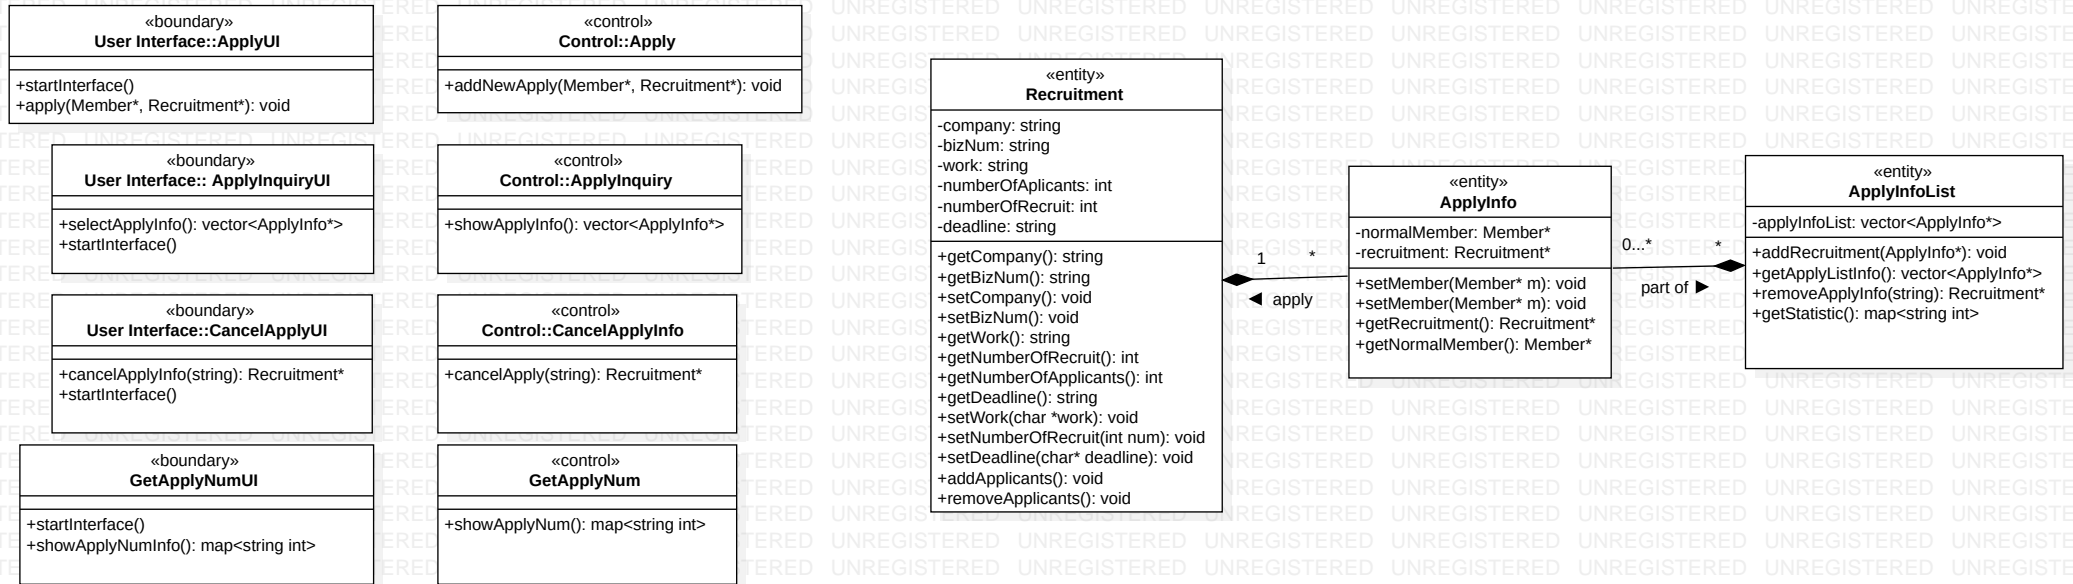 «boundary»
User Interface::ApplyUI
+startInterface()
+apply(Member*, Recruitment*): void
«control»
Control::Apply
+addNewApply(Member*, Recruitment*): void
«boundary»
User Interface:: ApplyInquiryUI
+selectApplyInfo(): vector<ApplyInfo*>
+startInterface()
«control»
Control::ApplyInquiry
+showApplyInfo(): vector<ApplyInfo*>
«boundary»
User Interface::CancelApplyUI
+cancelApplyInfo(string): Recruitment*
+startInterface()
«control»
Control::CancelApplyInfo
+cancelApply(string): Recruitment*
«boundary»
GetApplyNumUI
+startInterface()
+showApplyNumInfo(): map<string int>
«control»
GetApplyNum
+showApplyNum(): map<string int>
«entity»
Recruitment
-company: string
-bizNum: string
-work: string
-numberOfAplicants: int
-numberOfRecruit: int
-deadline: string
+getCompany(): string
+getBizNum(): string
+setCompany(): void
+setBizNum(): void
+getWork(): string
+getNumberOfRecruit(): int
+getNumberOfApplicants(): int
+getDeadline(): string
+setWork(char *work): void
+setNumberOfRecruit(int num): void
+setDeadline(char* deadline): void
+addApplicants(): void
+removeApplicants(): void
1 *
◄ apply
«entity»
ApplyInfo
-normalMember: Member*
-recruitment: Recruitment*
+setMember(Member* m): void
+setMember(Member* m): void
+getRecruitment(): Recruitment*
+getNormalMember(): Member*
0...* *
part of ►
«entity»
ApplyInfoList
-applyInfoList: vector<ApplyInfo*>
+addRecruitment(ApplyInfo*): void
+getApplyListInfo(): vector<ApplyInfo*>
+removeApplyInfo(string): Recruitment*
+getStatistic(): map<string int>
UNREGISTERED